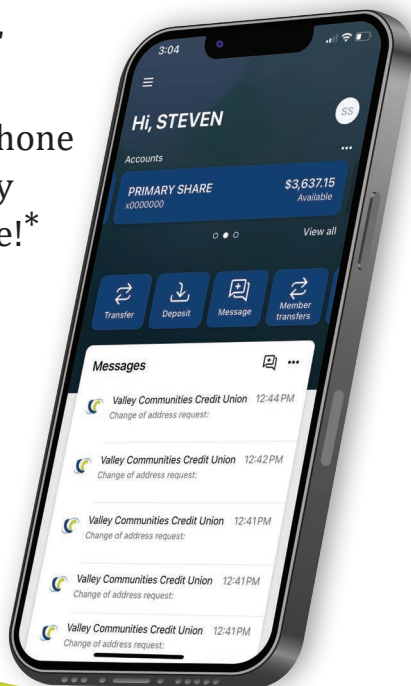 hone
y
e!*
3:04
Hi, STEVEN
SS
Accounts
PRIMARY SHARE
$3,637.15
x0000000
Available
View all
Transfer
Deposit
Message
Member
transfers
Messages
Valley Communities Credit Union 12:44 PM
Change of address request:
Valley Communities Credit Union 12:42 PM
Change of address request:
Valley Communities Credit Union 12:41 PM
Change of address request:
Valley Communities Credit Union 12:41 PM
Change of address request:
Valley Communities Credit Union 12:41 PM
Change of address request: